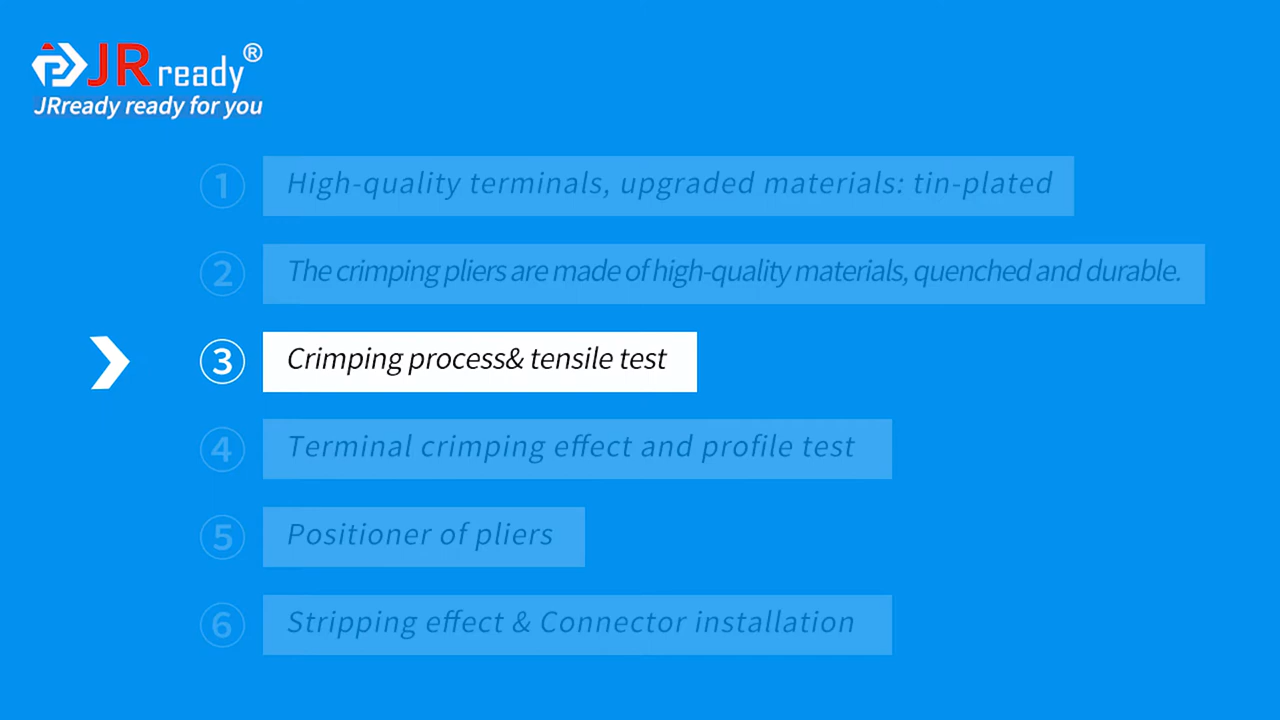 JRready®
JRready ready for you
1 High-quality terminals, upgraded materials: tin-plated
2 The crimping pliers are made of high-quality materials, quenched and durable.
3 Crimping process& tensile test
4 Terminal crimping effect and profile test
5 Positioner of pliers
6 Stripping effect & Connector installation